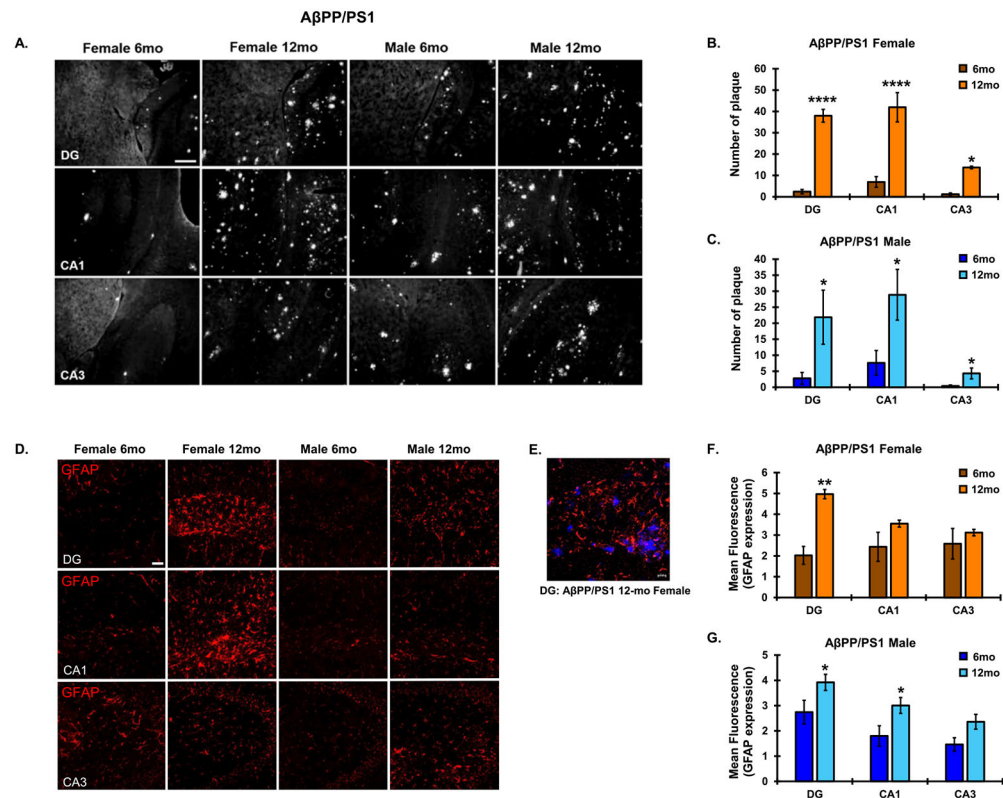 AβPP/PS1
A.
Female 6mo Female 12mo Male 6mo Male 12mo
DG
CA1
CA3
B. AβPP/PS1 Female
Number of plaque
60
50
40
30
20
10
0
**** **** *
6mo
12mo
DG CA1 CA3
C. AβPP/PS1 Male
Number of plaque
40
35
30
25
20
15
10
5
0
* * *
6mo
12mo
DG CA1 CA3
D. Female 6mo Female 12mo Male 6mo Male 12mo
GFAP
DG
GFAP
CA1
GFAP
CA3
E.
DG: AβPP/PS1 12-mo Female
F. AβPP/PS1 Female
Mean Fluorescence
(GFAP expression)
6
5
4
3
2
1
0
**
6mo
12mo
DG CA1 CA3
G. AβPP/PS1 Male
Mean Fluorescence
(GFAP expression)
5
4
3
2
1
0
* *
6mo
12mo
DG CA1 CA3